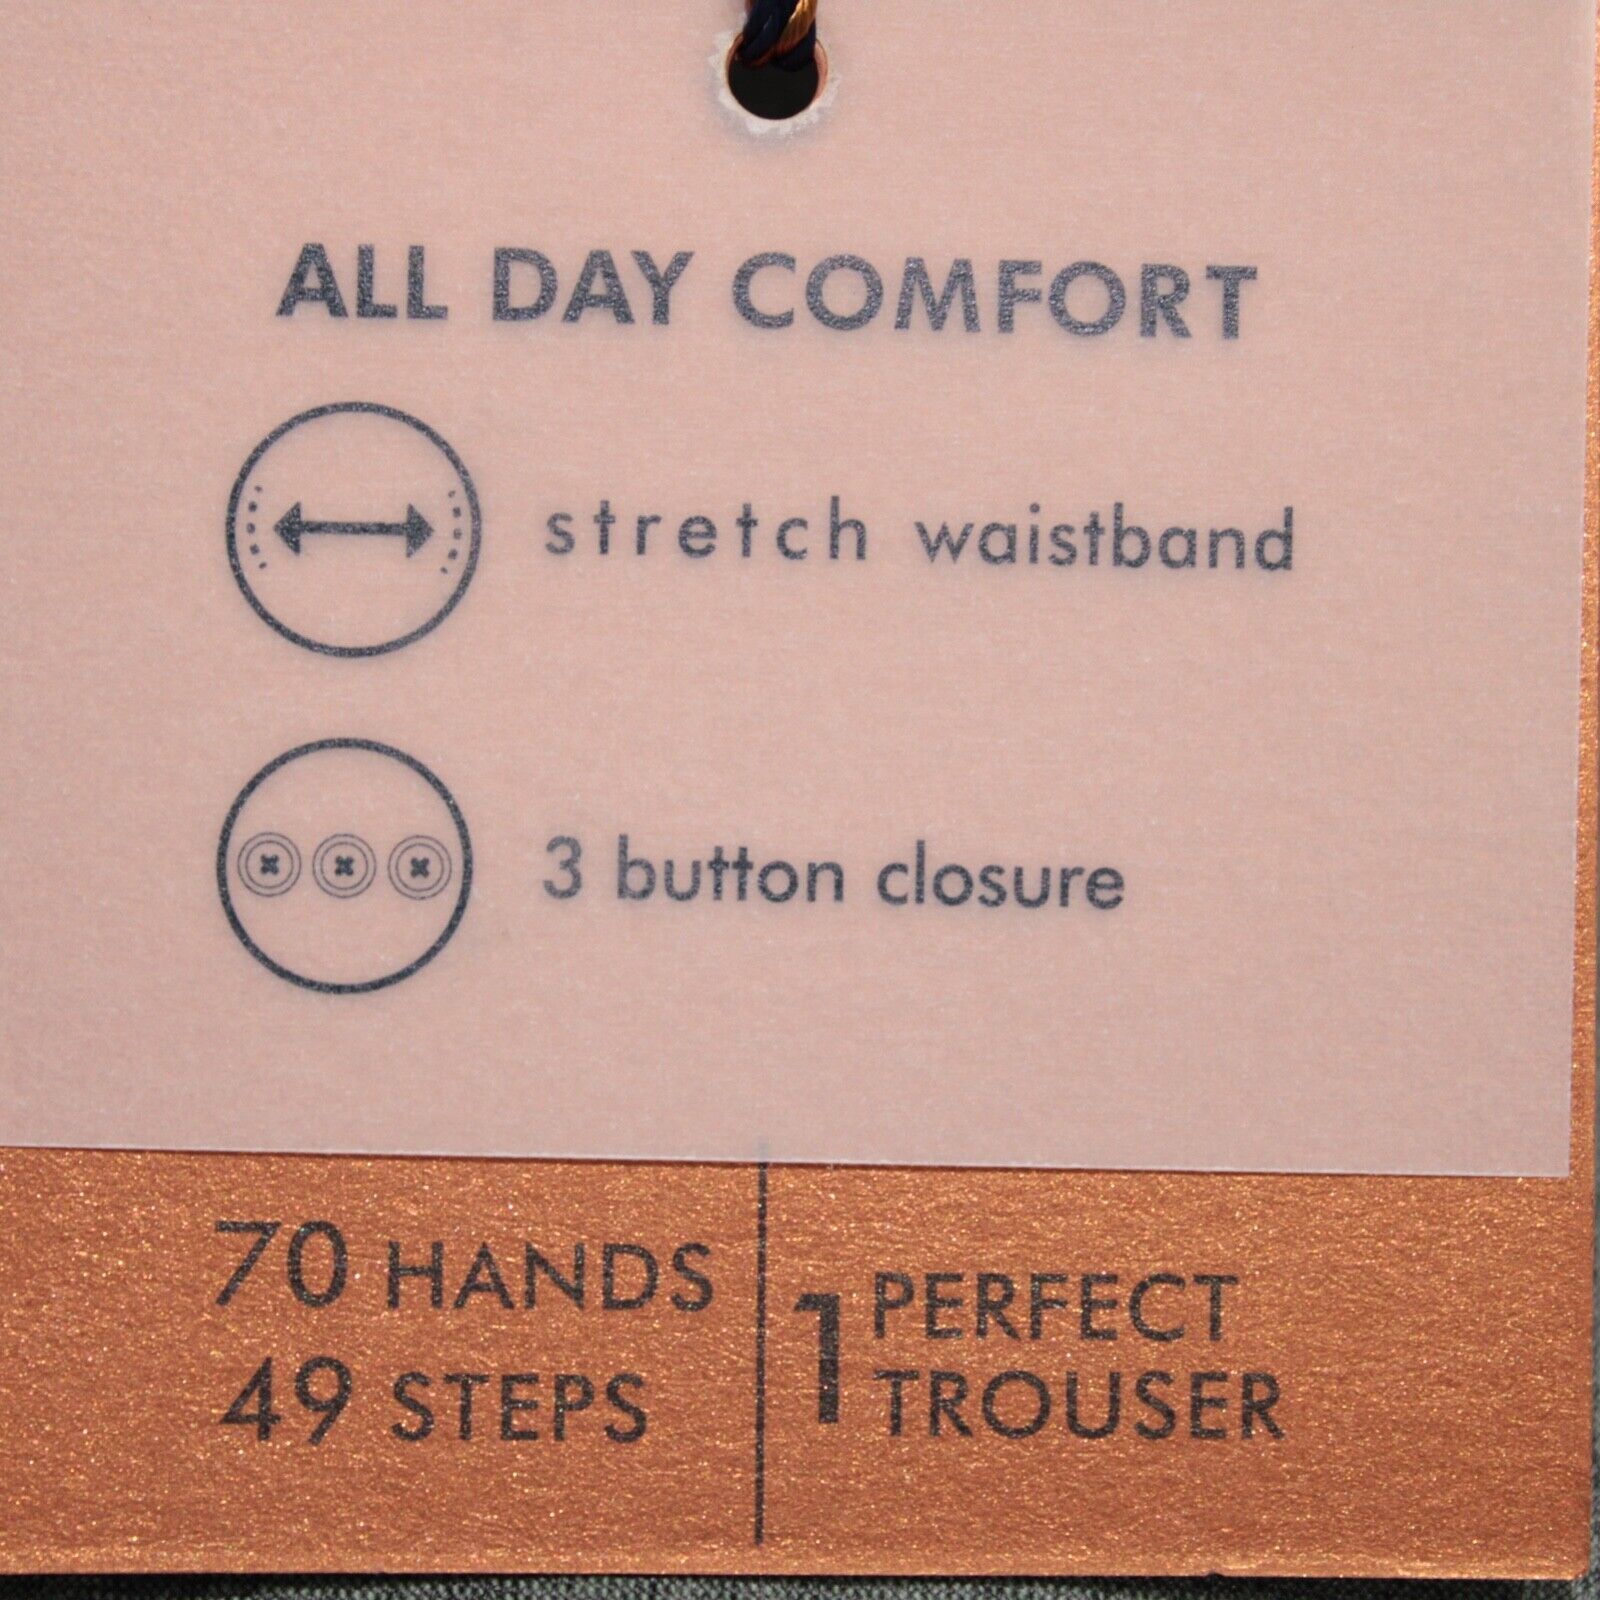 ALL DAY COMFORT
stretch waistband
3 button closure
70 HANDS
49 STEPS
1 PERFECT
TROUSER